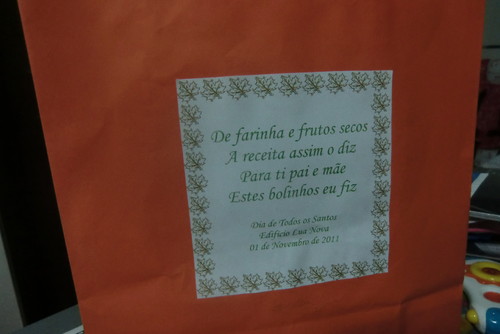 De farinha e frutos secos
A receita assim o diz
Para ti pai e mãe
Estes bolinhos eu fiz
Dia de Todos os Santos
Edifício Lua Nova
01 de Novembro de 2011